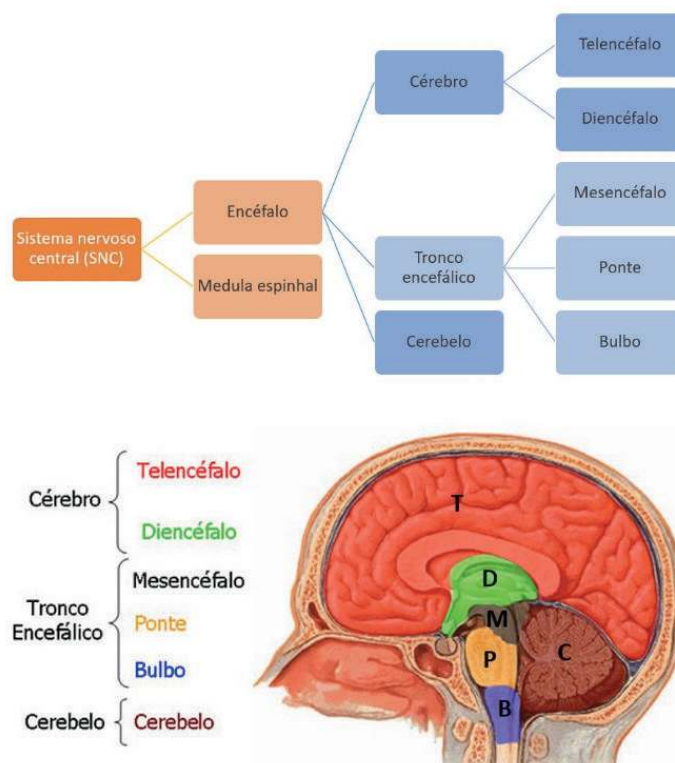 Telencéfalo
Cérebro
Diencéfalo
Mesencéfalo
Encéfalo
Sistema nervoso
central (SNC)
Tronco
encefálico
Ponte
Medula espinhal
Cerebelo
Bulbo
Cérebro
Telencéfalo
Diencéfalo
Tronco
Encefálico
Mesencéfalo
Ponte
Bulbo
Cerebelo
Cerebelo
T
D
M
C
P
B